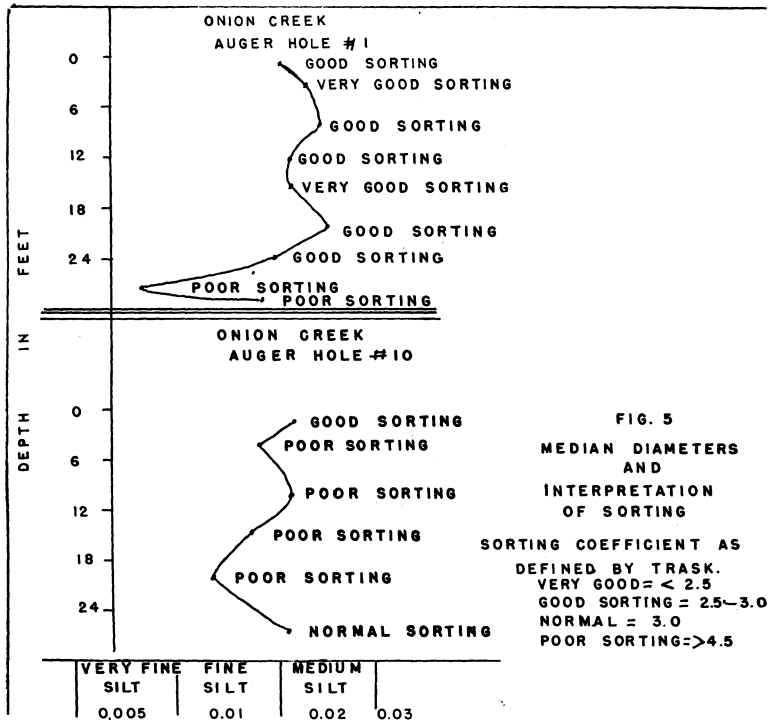 ONION CREEK
AUGER HOLE #1
GOOD SORTING
VERY GOOD SORTING
GOOD SORTING
GOOD SORTING
VERY GOOD SORTING
GOOD SORTING
GOOD SORTING
POOR SORTING
POOR SORTING
0
6
12
18
24
DEPTH IN FEET
ONION CREEK
AUGER HOLE #10
GOOD SORTING
POOR SORTING
POOR SORTING
POOR SORTING
POOR SORTING
NORMAL SORTING
0
6
12
18
24
FIG. 5
MEDIAN DIAMETERS
AND
INTERPRETATION
OF SORTING
SORTING COEFFICIENT AS
DEFINED BY TRASK.
VERY GOOD = < 2.5
GOOD SORTING = 2.5-3.0
NORMAL = 3.0
POOR SORTING=>4.5
VERY FINE FINE MEDIUM
SILT SILT SILT
0.005 0.01 0.02 0.03